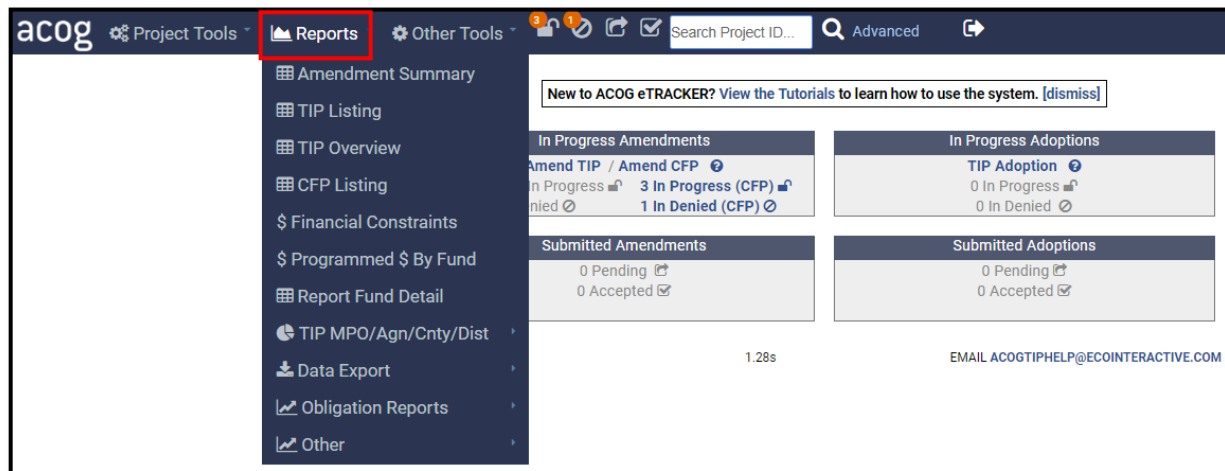 acog Project Tools Reports Other Tools 3 1 Search Project ID... Advanced
Amendment Summary
TIP Listing
TIP Overview
CFP Listing
$ Financial Constraints
$ Programmed $ By Fund
Report Fund Detail
TIP MPO/Agn/Cnty/Dist
Data Export
Obligation Reports
Other
New to ACOG eTRACKER? View the Tutorials to learn how to use the system. [dismiss]
In Progress Amendments
Amend TIP / Amend CFP
In Progress 3 In Progress (CFP)
nied 1 In Denied (CFP)
In Progress Adoptions
TIP Adoption
0 In Progress
0 In Denied
Submitted Amendments
0 Pending
0 Accepted
Submitted Adoptions
0 Pending
0 Accepted
1.28s
EMAIL ACOGTIPHELP@ECOINTERACTIVE.COM